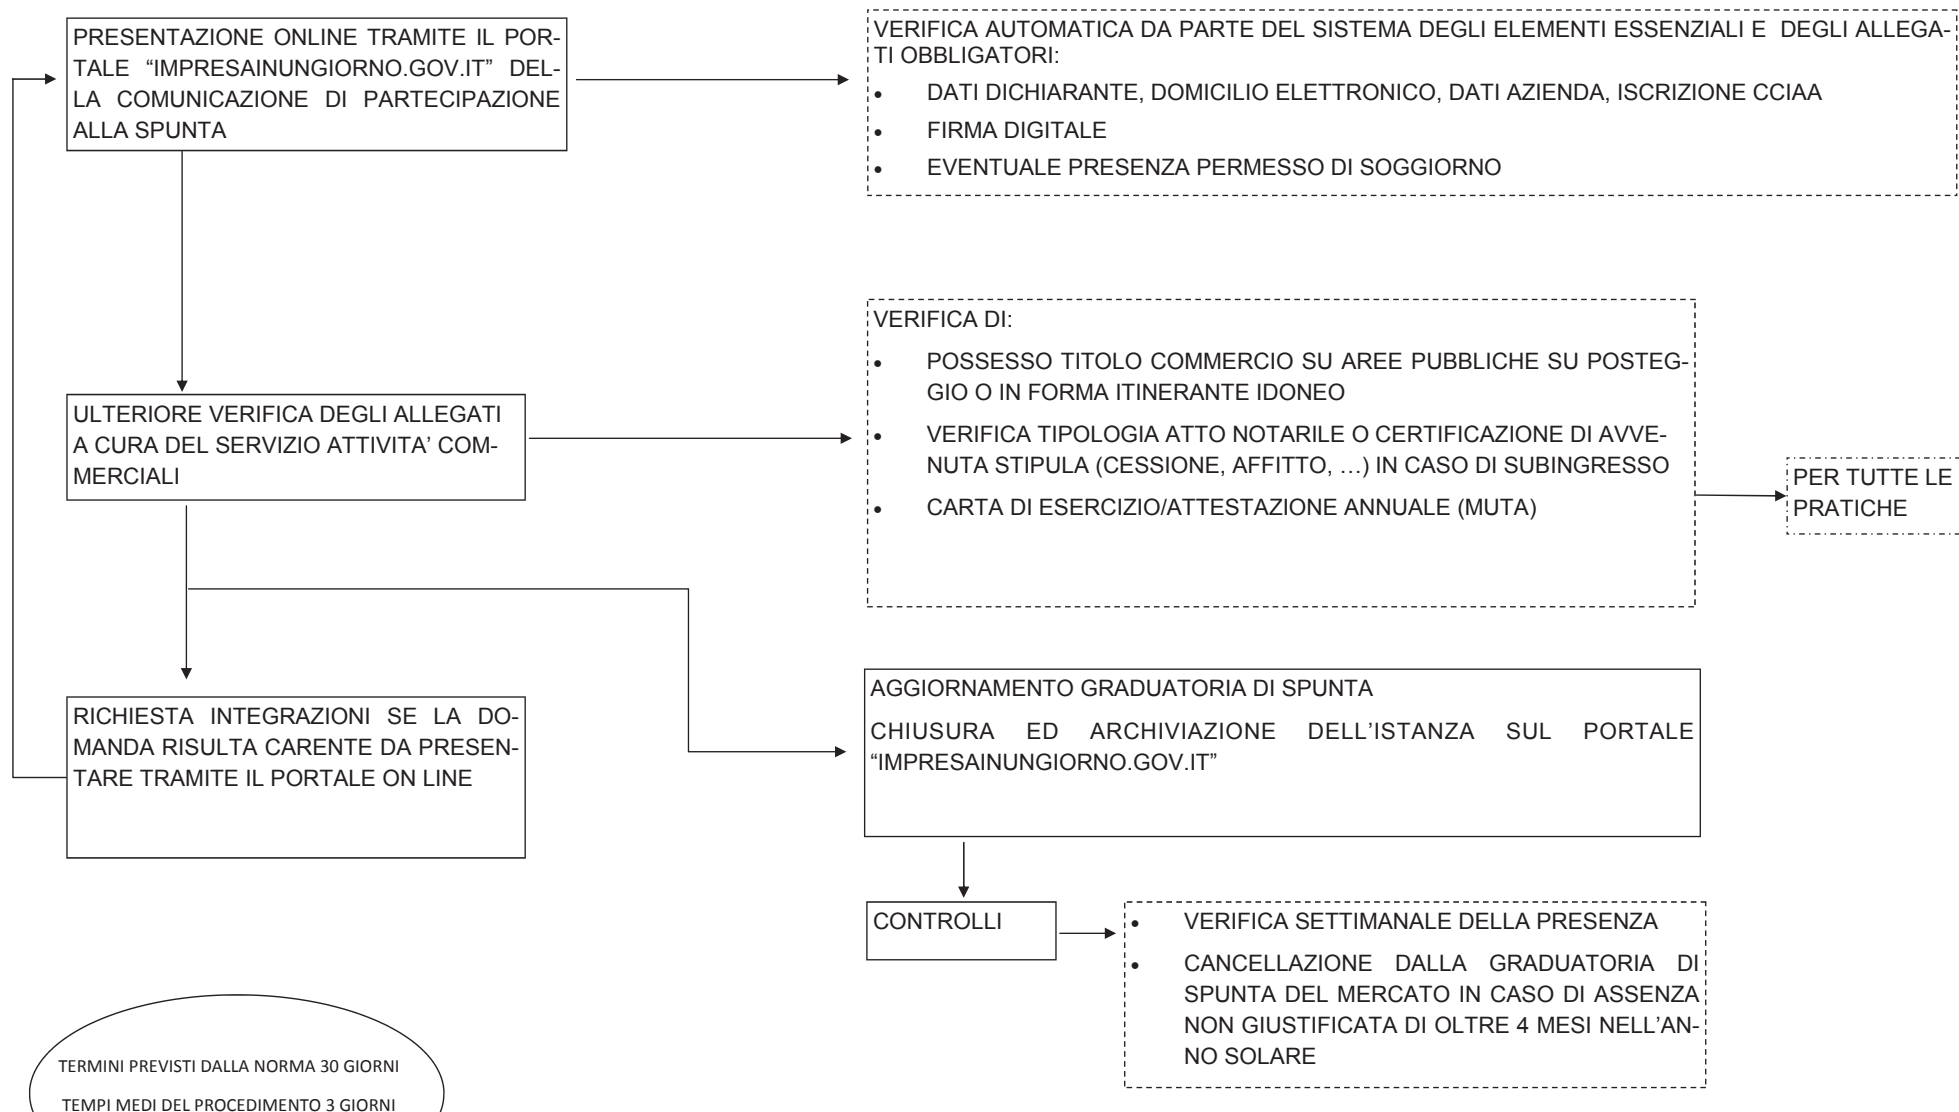 PRESENTAZIONE ONLINE TRAMITE IL POR-
TALE “IMPRESAINUNGIORNO.GOV.IT” DEL-
LA COMUNICAZIONE DI PARTECIPAZIONE
ALLA SPUNTA
VERIFICA AUTOMATICA DA PARTE DEL SISTEMA DEGLI ELEMENTI ESSENZIALI E DEGLI ALLEGA-
TI OBBLIGATORI:
• DATI DICHIARANTE, DOMICILIO ELETTRONICO, DATI AZIENDA, ISCRIZIONE CCIAA
• FIRMA DIGITALE
• EVENTUALE PRESENZA PERMESSO DI SOGGIORNO
ULTERIORE VERIFICA DEGLI ALLEGATI
A CURA DEL SERVIZIO ATTIVITA’ COM-
MERCIALI
VERIFICA DI:
• POSSESSO TITOLO COMMERCIO SU AREE PUBBLICHE SU POSTEG-
GIO O IN FORMA ITINERANTE IDONEO
• VERIFICA TIPOLOGIA ATTO NOTARILE O CERTIFICAZIONE DI AVVE-
NUTA STIPULA (CESSIONE, AFFITTO, …) IN CASO DI SUBINGRESSO
• CARTA DI ESERCIZIO/ATTESTAZIONE ANNUALE (MUTA)
PER TUTTE LE
PRATICHE
RICHIESTA INTEGRAZIONI SE LA DO-
MANDA RISULTA CARENTE DA PRESEN-
TARE TRAMITE IL PORTALE ON LINE
AGGIORNAMENTO GRADUATORIA DI SPUNTA
CHIUSURA ED ARCHIVIAZIONE DELL’ISTANZA SUL PORTALE
“IMPRESAINUNGIORNO.GOV.IT”
CONTROLLI
• VERIFICA SETTIMANALE DELLA PRESENZA
• CANCELLAZIONE DALLA GRADUATORIA DI
SPUNTA DEL MERCATO IN CASO DI ASSENZA
NON GIUSTIFICATA DI OLTRE 4 MESI NELL’AN-
NO SOLARE
TERMINI PREVISTI DALLA NORMA 30 GIORNI
TEMPI MEDI DEL PROCEDIMENTO 3 GIORNI